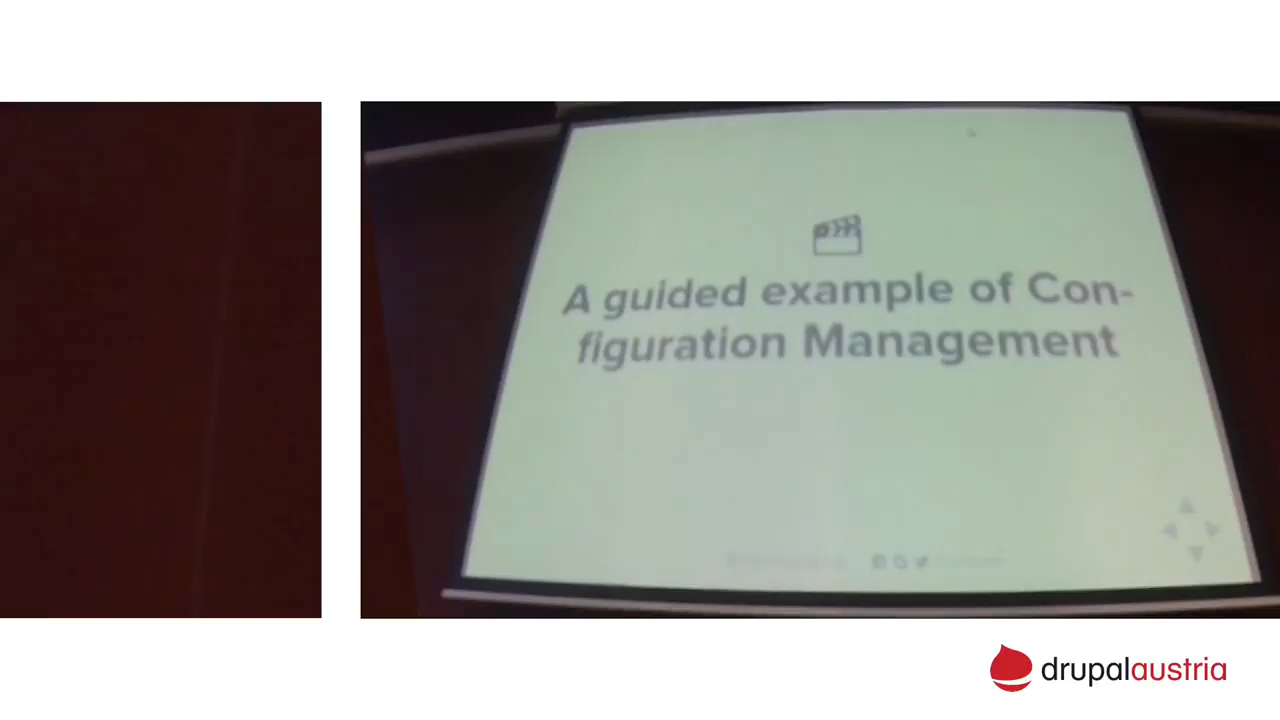 A guided example of Con-
figuration Management
drupalaustria